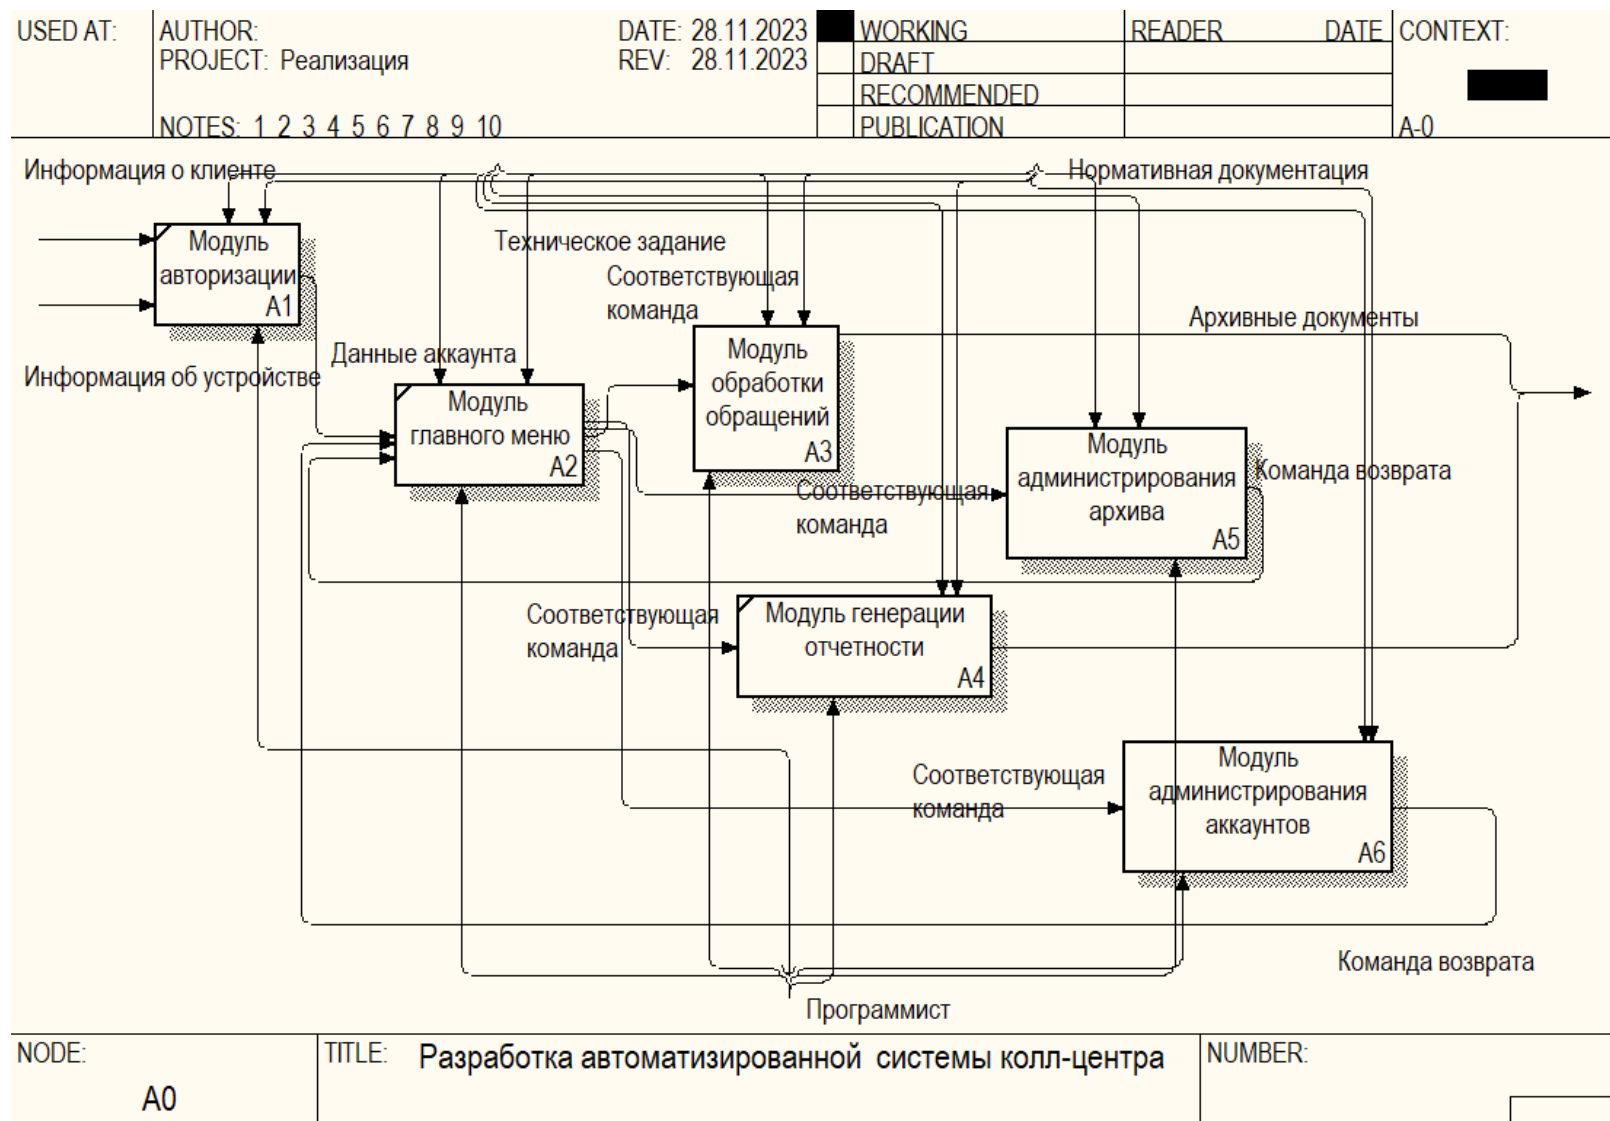 USED AT:
AUTHOR:
DATE: 28.11.2023
WORKING
READER
DATE
CONTEXT:
PROJECT: Реализация
REV: 28.11.2023
DRAFT
RECOMMENDED
NOTES: 1 2 3 4 5 6 7 8 9 10
PUBLICATION
A-0
Информация о клиенте
Нормативная документация
Модуль
авторизации
A1
Техническое задание
Соответствующая
команда
Архивные документы
Информация об устройстве
Данные аккаунта
Модуль
обработки
обращений
A3
Модуль
главного меню
A2
Модуль
администрирования
архива
A5
Команда возврата
Соответствующая
команда
Соответствующая
команда
Модуль генерации
отчетности
A4
Соответствующая
команда
Модуль
администрирования
аккаунтов
A6
Команда возврата
Программист
NODE:
A0
TITLE: Разработка автоматизированной системы колл-центра
NUMBER: